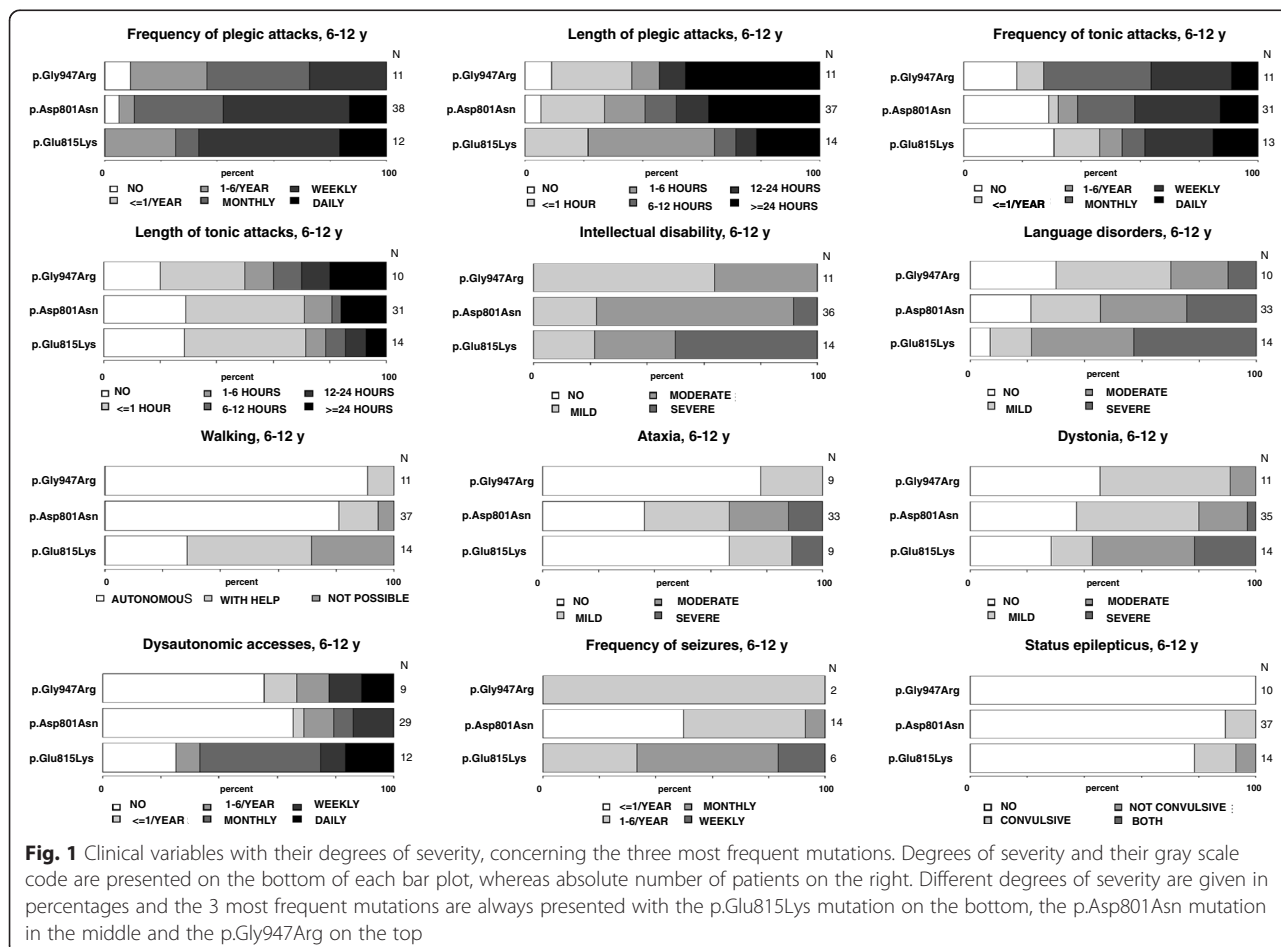 Frequency of plegic attacks, 6-12 y
N
p.Gly947Arg 11
p.Asp801Asn 38
p.Glu815Lys 12
0 percent 100
NO 1-6/YEAR WEEKLY
<=1/YEAR MONTHLY DAILY
Length of plegic attacks, 6-12 y
N
p.Gly947Arg 11
p.Asp801Asn 37
p.Glu815Lys 14
0 percent 100
NO 1-6 HOURS 12-24 HOURS
<=1 HOUR 6-12 HOURS >=24 HOURS
Frequency of tonic attacks, 6-12 y
N
p.Gly947Arg 11
p.Asp801Asn 31
p.Glu815Lys 13
0 percent 100
NO 1-6/YEAR WEEKLY
<=1/YEAR MONTHLY DAILY
Length of tonic attacks, 6-12 y
N
p.Gly947Arg 10
p.Asp801Asn 31
p.Glu815Lys 14
0 percent 100
NO 1-6 HOURS 12-24 HOURS
<=1 HOUR 6-12 HOURS >=24 HOURS
Intellectual disability, 6-12 y
N
p.Gly947Arg 11
p.Asp801Asn 36
p.Glu815Lys 14
0 percent 100
NO MODERATE
MILD SEVERE
Language disorders, 6-12 y
N
p.Gly947Arg 10
p.Asp801Asn 33
p.Glu815Lys 14
0 percent 100
NO MODERATE
MILD SEVERE
Walking, 6-12 y
N
p.Gly947Arg 11
p.Asp801Asn 37
p.Glu815Lys 14
0 percent 100
AUTONOMOUS WITH HELP NOT POSSIBLE
Ataxia, 6-12 y
N
p.Gly947Arg 9
p.Asp801Asn 33
p.Glu815Lys 9
0 percent 100
NO MODERATE
MILD SEVERE
Dystonia, 6-12 y
N
p.Gly947Arg 11
p.Asp801Asn 35
p.Glu815Lys 14
0 percent 100
NO MODERATE
MILD SEVERE
Dysautonomic accesses, 6-12 y
N
p.Gly947Arg 9
p.Asp801Asn 29
p.Glu815Lys 12
0 percent 100
NO 1-6/YEAR WEEKLY
<=1/YEAR MONTHLY DAILY
Frequency of seizures, 6-12 y
N
p.Gly947Arg 2
p.Asp801Asn 14
p.Glu815Lys 6
0 percent 100
<=1/YEAR MONTHLY
1-6/YEAR WEEKLY
Status epilepticus, 6-12 y
N
p.Gly947Arg 10
p.Asp801Asn 37
p.Glu815Lys 14
0 percent 100
NO NOT CONVULSIVE
CONVULSIVE BOTH
Fig. 1 Clinical variables with their degrees of severity, concerning the three most frequent mutations. Degrees of severity and their gray scale
code are presented on the bottom of each bar plot, whereas absolute number of patients on the right. Different degrees of severity are given in
percentages and the 3 most frequent mutations are always presented with the p.Glu815Lys mutation on the bottom, the p.Asp801Asn mutation
in the middle and the p.Gly947Arg on the top